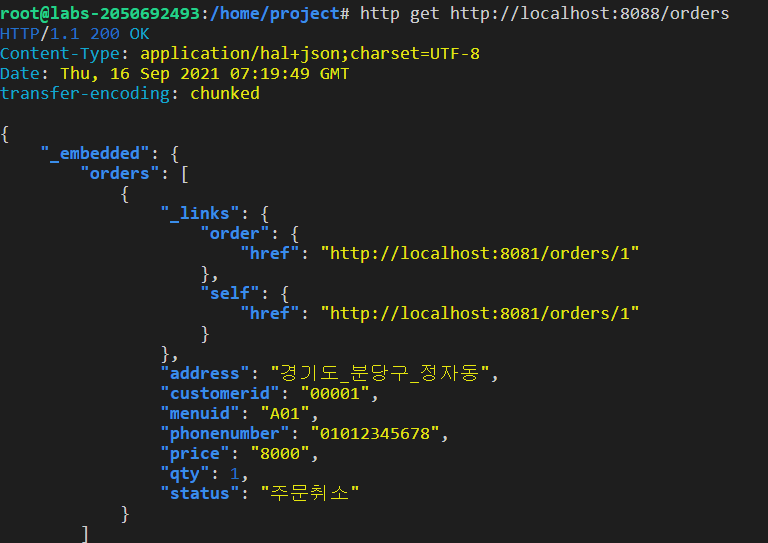 root@labs-2050692493:/home/project# http get http://localhost:8088/orders
HTTP/1.1 200 OK
Content-Type: application/hal+json;charset=UTF-8
Date: Thu, 16 Sep 2021 07:19:49 GMT
transfer-encoding: chunked
{
"_embedded": {
"orders": [
{
"_links": {
"order": {
"href": "http://localhost:8081/orders/1"
},
"self": {
"href": "http://localhost:8081/orders/1"
}
},
"address": "경기도_분당구_정자동",
"customerid": "00001",
"menuid": "A01",
"phonenumber": "01012345678",
"price": "8000",
"qty": 1,
"status": "주문취소"
}
]